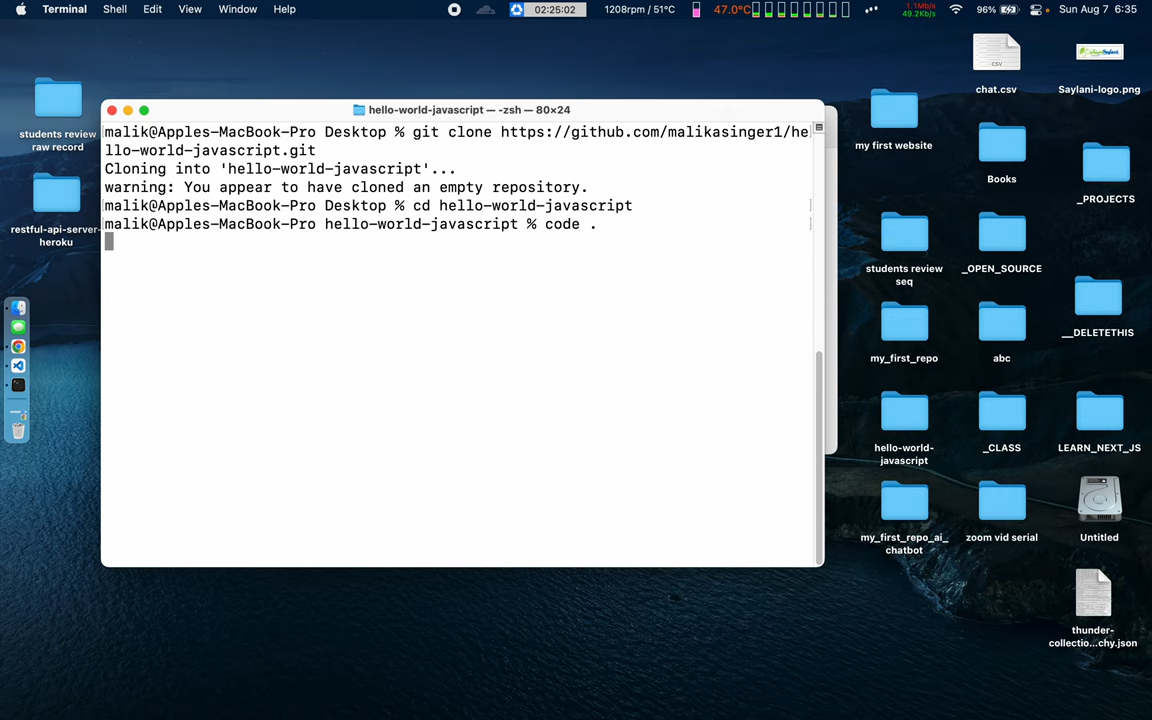 Terminal Shell Edit View Window Help 02:25:02 1208rpm / 51°C 47.0°C 1.1Mb/s 49.2Kb/s 96% Sun Aug 7 6:35
hello-world-javascript — -zsh — 80×24
malik@Apples-MacBook-Pro Desktop % git clone https://github.com/malikasinger1/he
llo-world-javascript.git
Cloning into 'hello-world-javascript'...
warning: You appear to have cloned an empty repository.
malik@Apples-MacBook-Pro Desktop % cd hello-world-javascript
malik@Apples-MacBook-Pro hello-world-javascript % code .
students review
raw record
restful-api-server-
heroku
CSV
chat.csv
Saylani-logo.png
my first website
Books
_PROJECTS
students review
seq
_OPEN_SOURCE
__DELETETHIS
my_first_repo
abc
hello-world-
javascript
_CLASS
LEARN_NEXT_JS
my_first_repo_ai_
chatbot
zoom vid serial
Untitled
thunder-
collectio...chy.json